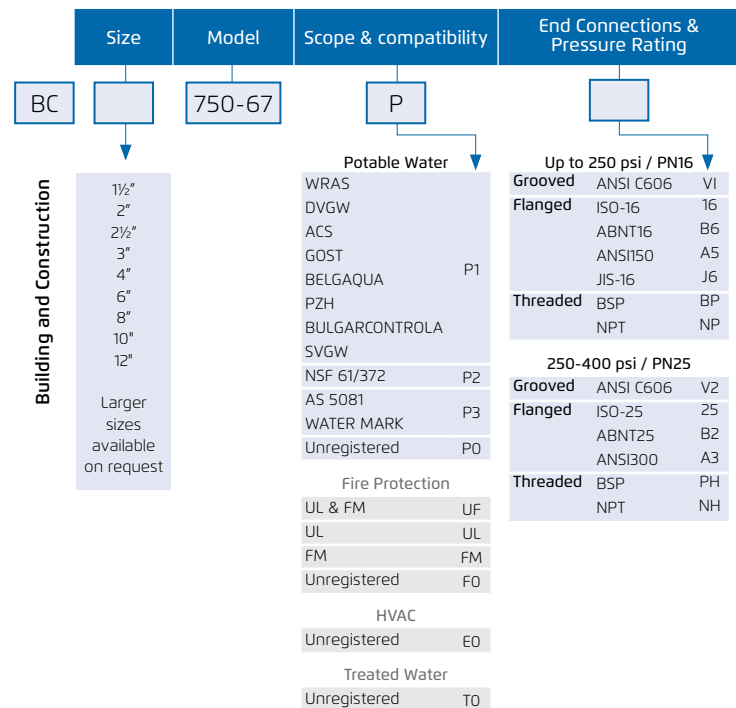 Size
Model
Scope & compatibility
End Connections &
Pressure Rating
BC
750-67
P
Building and Construction
1½"
2"
2½"
3"
4"
6"
8"
10"
12"
Larger
sizes
available
on request
Potable Water
WRAS
DVGW
ACS
GOST
BELGAQUA
PZH
BULGARCONTROLA
SVGW
P1
NSF 61/372 P2
AS 5081
WATER MARK
P3
Unregistered P0
Fire Protection
UL & FM UF
UL UL
FM FM
Unregistered F0
HVAC
Unregistered E0
Treated Water
Unregistered T0
Up to 250 psi / PN16
Grooved ANSI C606 VI
Flanged ISO-16 16
ABNT16 B6
ANSI150 A5
JIS-16 J6
Threaded BSP BP
NPT NP
250-400 psi / PN25
Grooved ANSI C606 V2
Flanged ISO-25 25
ABNT25 B2
ANSI300 A3
Threaded BSP PH
NPT NH